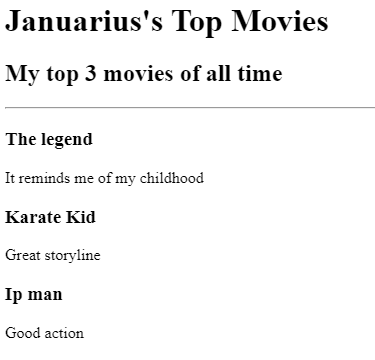 Januarius's Top Movies
My top 3 movies of all time
The legend
It reminds me of my childhood
Karate Kid
Great storyline
Ip man
Good action